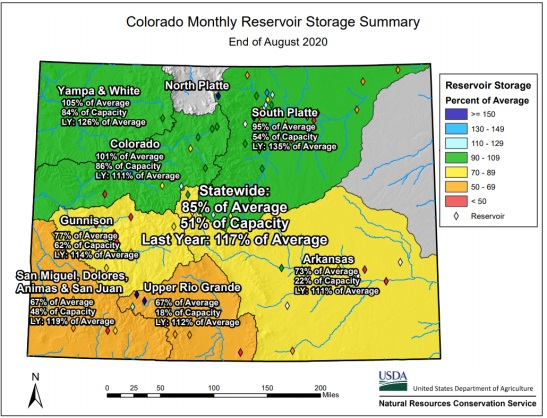 Colorado Monthly Reservoir Storage Summary
End of August 2020
Yampa & White
105% of Average
84% of Capacity
LY: 126% of Average
North Platte
South Platte
95% of Average
54% of Capacity
LY: 135% of Average
Colorado
101% of Average
86% of Capacity
LY: 111% of Average
Statewide:
85% of Average
51% of Capacity
Last Year: 117% of Average
Gunnison
77% of Average
62% of Capacity
LY: 114% of Average
Arkansas
73% of Average
22% of Capacity
LY: 111% of Average
San Miguel, Dolores,
Animas & San Juan
67% of Average
48% of Capacity
LY: 119% of Average
Upper Rio Grande
67% of Average
18% of Capacity
LY: 112% of Average
Reservoir Storage
Percent of Average
>= 150
130 - 149
110 - 129
90 - 109
70 - 89
50 - 69
< 50
Reservoir
N
0 25 50 100 150 200
Miles
USDA
United States Department of Agriculture
Natural Resources Conservation Service